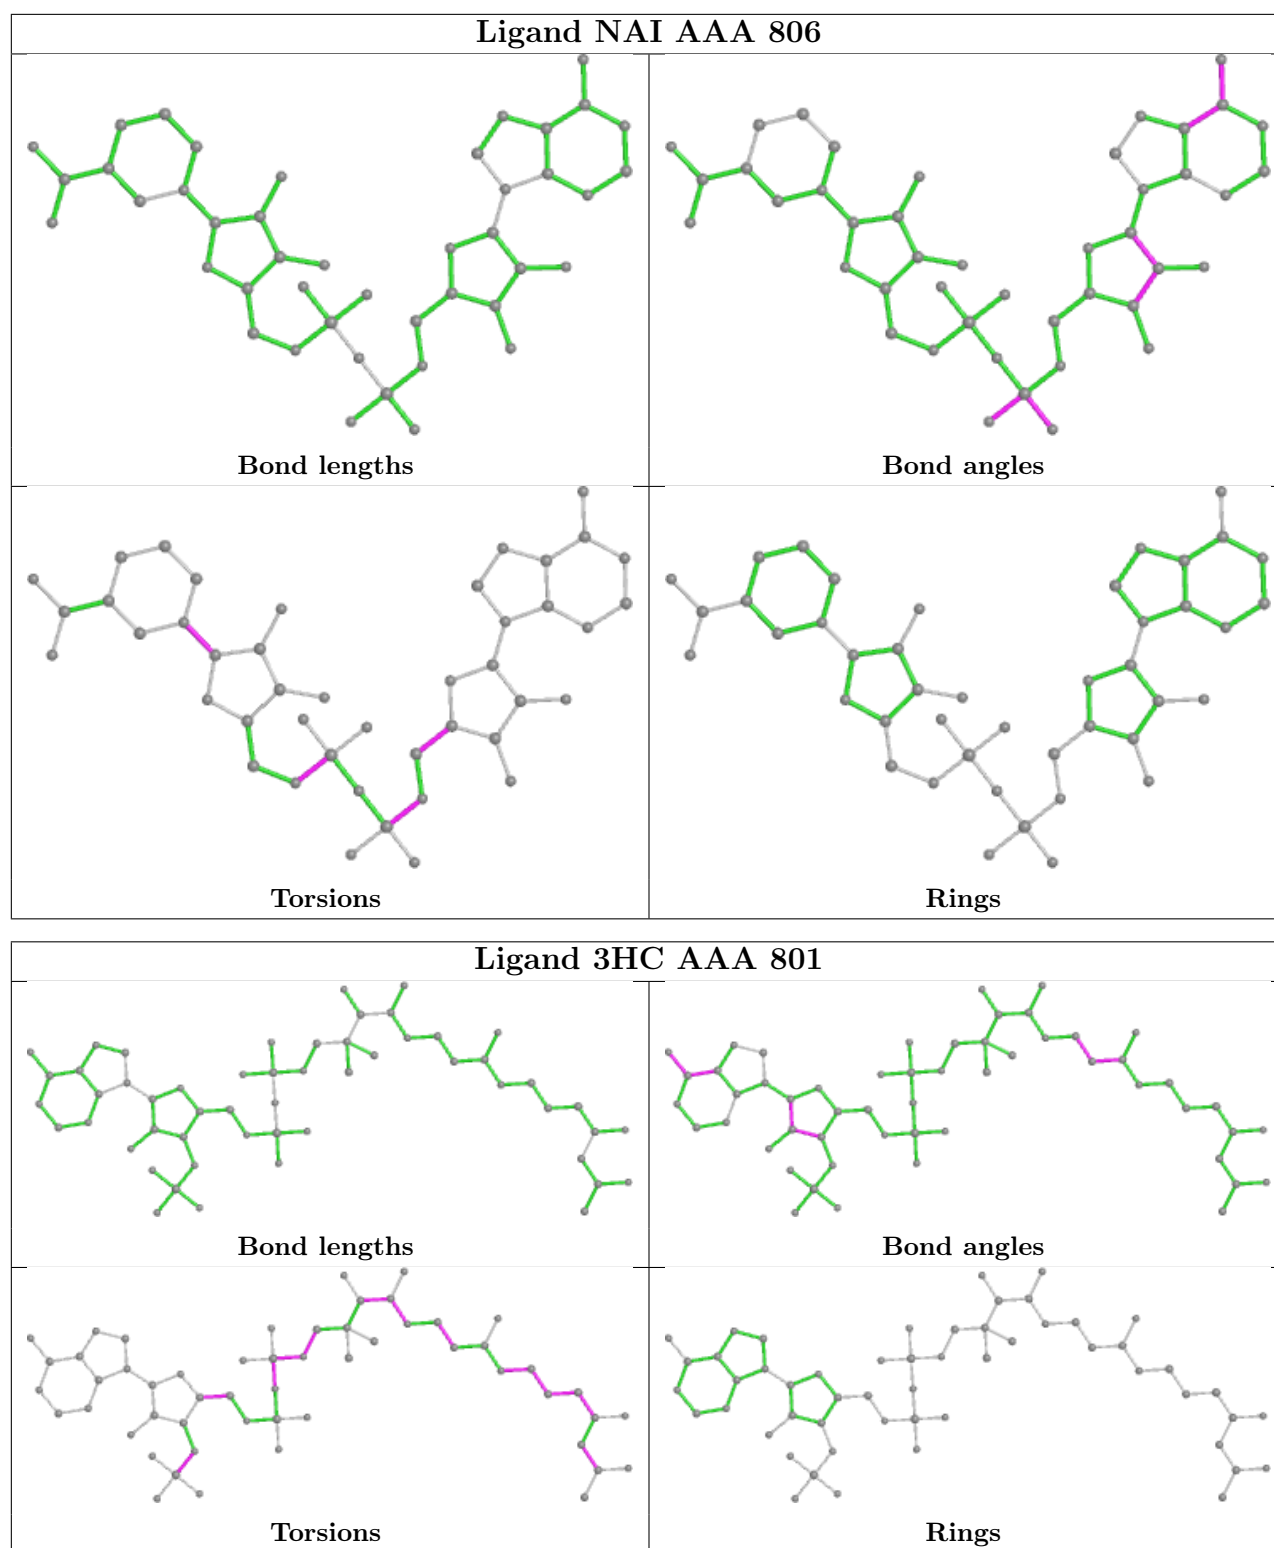 Ligand NAI AAA 806
Bond lengths
Bond angles
Torsions
Rings
Ligand 3HC AAA 801
Bond lengths
Bond angles
Torsions
Rings